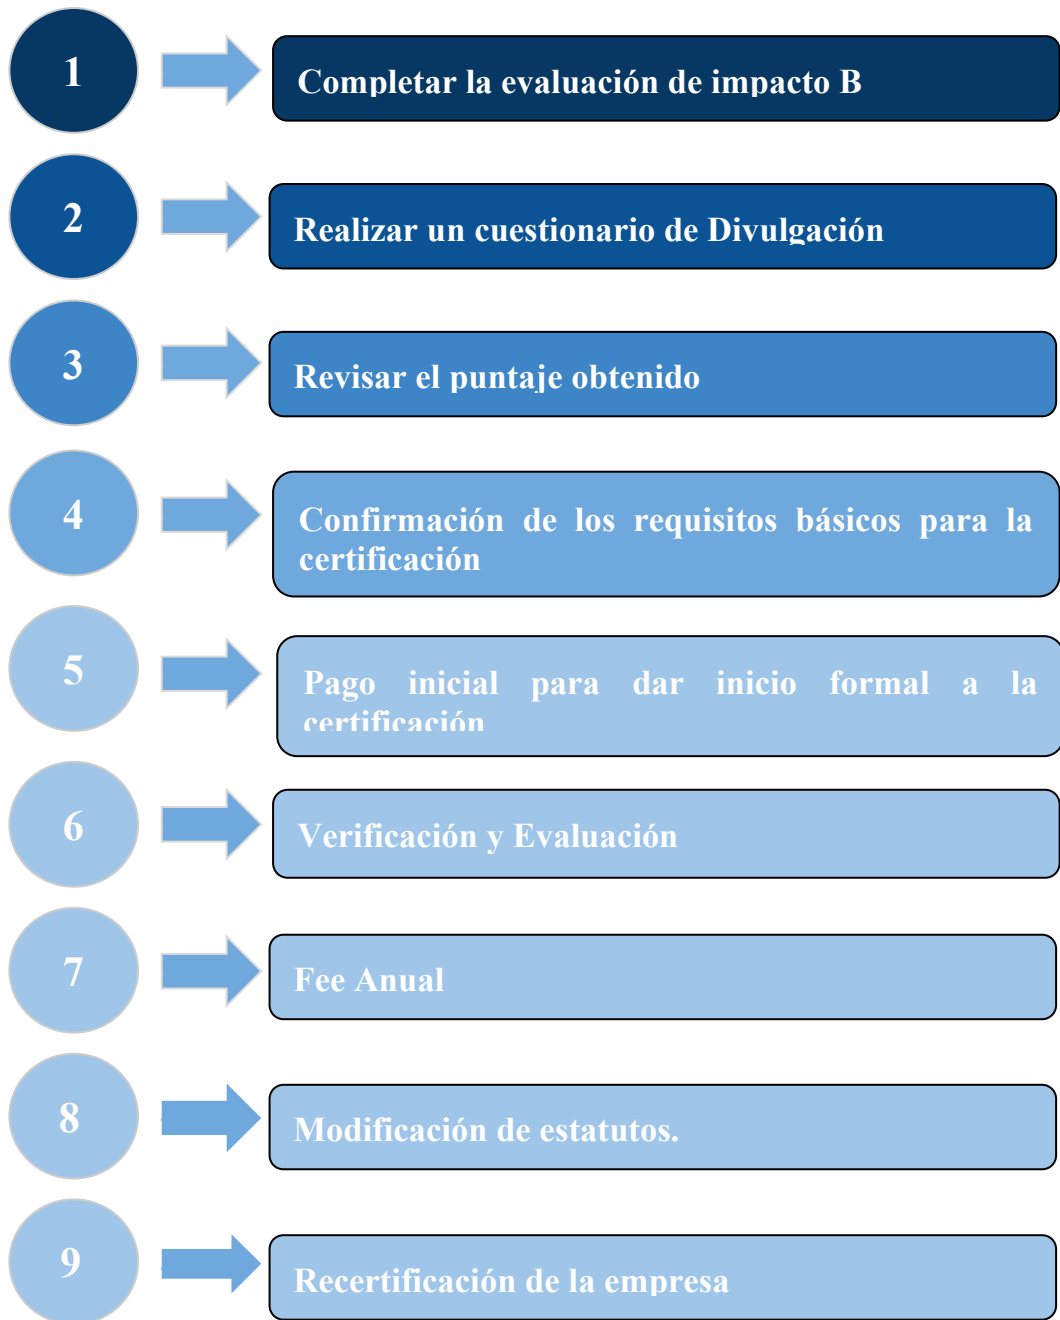 1
Completar la evaluación de impacto B
2
Realizar un cuestionario de Divulgación
3
Revisar el puntaje obtenido
4
Confirmación de los requisitos básicos para la
certificación
5
Pago inicial para dar inicio formal a la
certificación
6
Verificación y Evaluación
7
Fee Anual
8
Modificación de estatutos.
9
Recertificación de la empresa